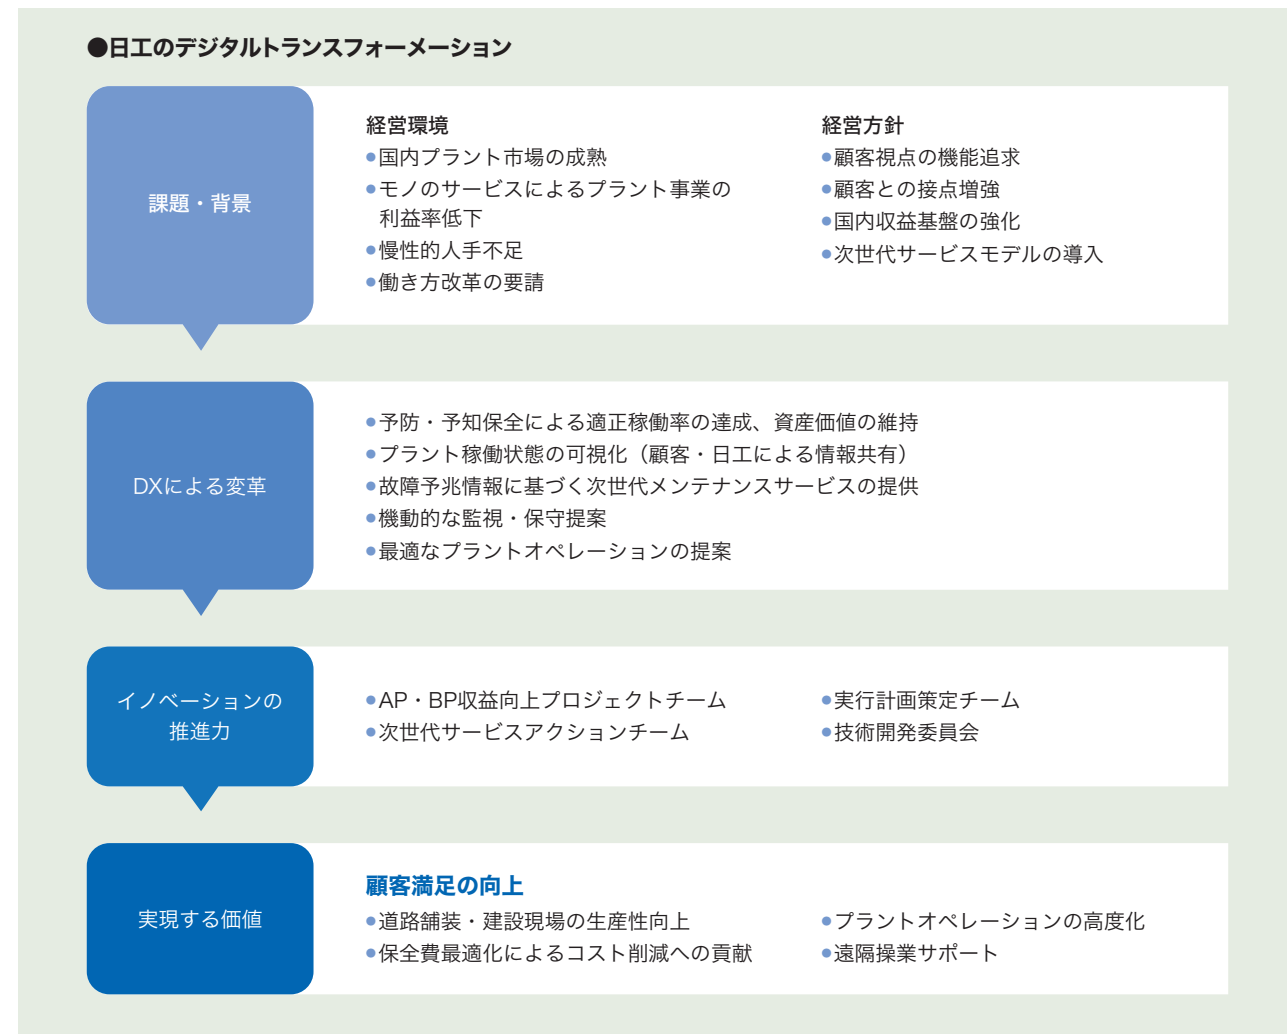 ●日工のデジタルトランスフォーメーション
課題・背景
経営環境
●国内プラント市場の成熟
●モノのサービスによるプラント事業の
利益率低下
●慢性的人手不足
●働き方改革の要請
経営方針
●顧客視点の機能追求
●顧客との接点増強
●国内収益基盤の強化
●次世代サービスモデルの導入
DXによる変革
●予防・予知保全による適正稼働率の達成、資産価値の維持
●プラント稼働状態の可視化（顧客・日工による情報共有）
●故障予兆情報に基づく次世代メンテナンスサービスの提供
●機動的な監視・保守提案
●最適なプラントオペレーションの提案
イノベーションの
推進力
●AP・BP収益向上プロジェクトチーム
●次世代サービスアクションチーム
●実行計画策定チーム
●技術開発委員会
実現する価値
顧客満足の向上
●道路舗装・建設現場の生産性向上
●保全費最適化によるコスト削減への貢献
●プラントオペレーションの高度化
●遠隔操業サポート